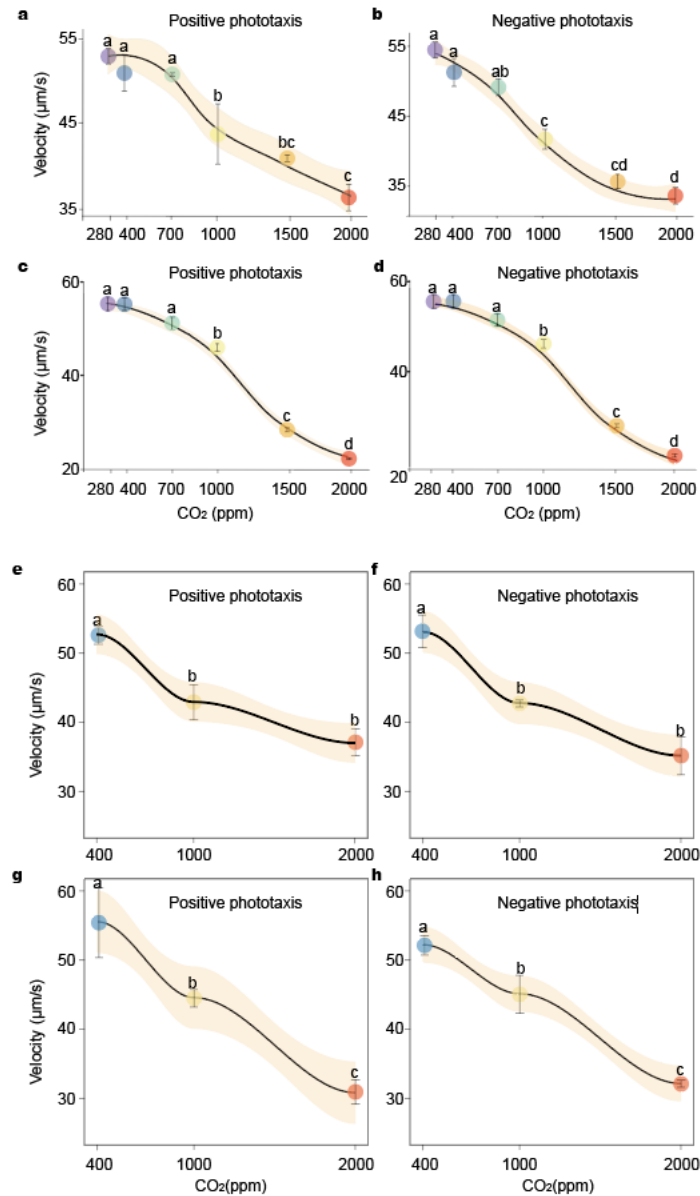 a Positive phototaxis
Velocity (μm/s)
55
45
35
a
a
a
b
bc
c
280 400 700 1000 1500 2000
b Negative phototaxis
55
45
35
a
a
ab
c
cd
d
280 400 700 1000 1500 2000
c Positive phototaxis
Velocity (μm/s)
60
40
20
a
a
a
b
c
d
280 400 700 1000 1500 2000
CO₂ (ppm)
d Negative phototaxis
60
40
20
a
a
a
b
c
d
280 400 700 1000 1500 2000
CO₂ (ppm)
e Positive phototaxis
Velocity (μm/s)
60
50
40
30
a
b
b
400 1000 2000
f Negative phototaxis
60
50
40
30
a
b
b
400 1000 2000
g Positive phototaxis
Velocity (μm/s)
60
50
40
30
a
b
c
400 1000 2000
CO₂(ppm)
h Negative phototaxis
60
50
40
30
a
b
c
400 1000 2000
CO₂(ppm)